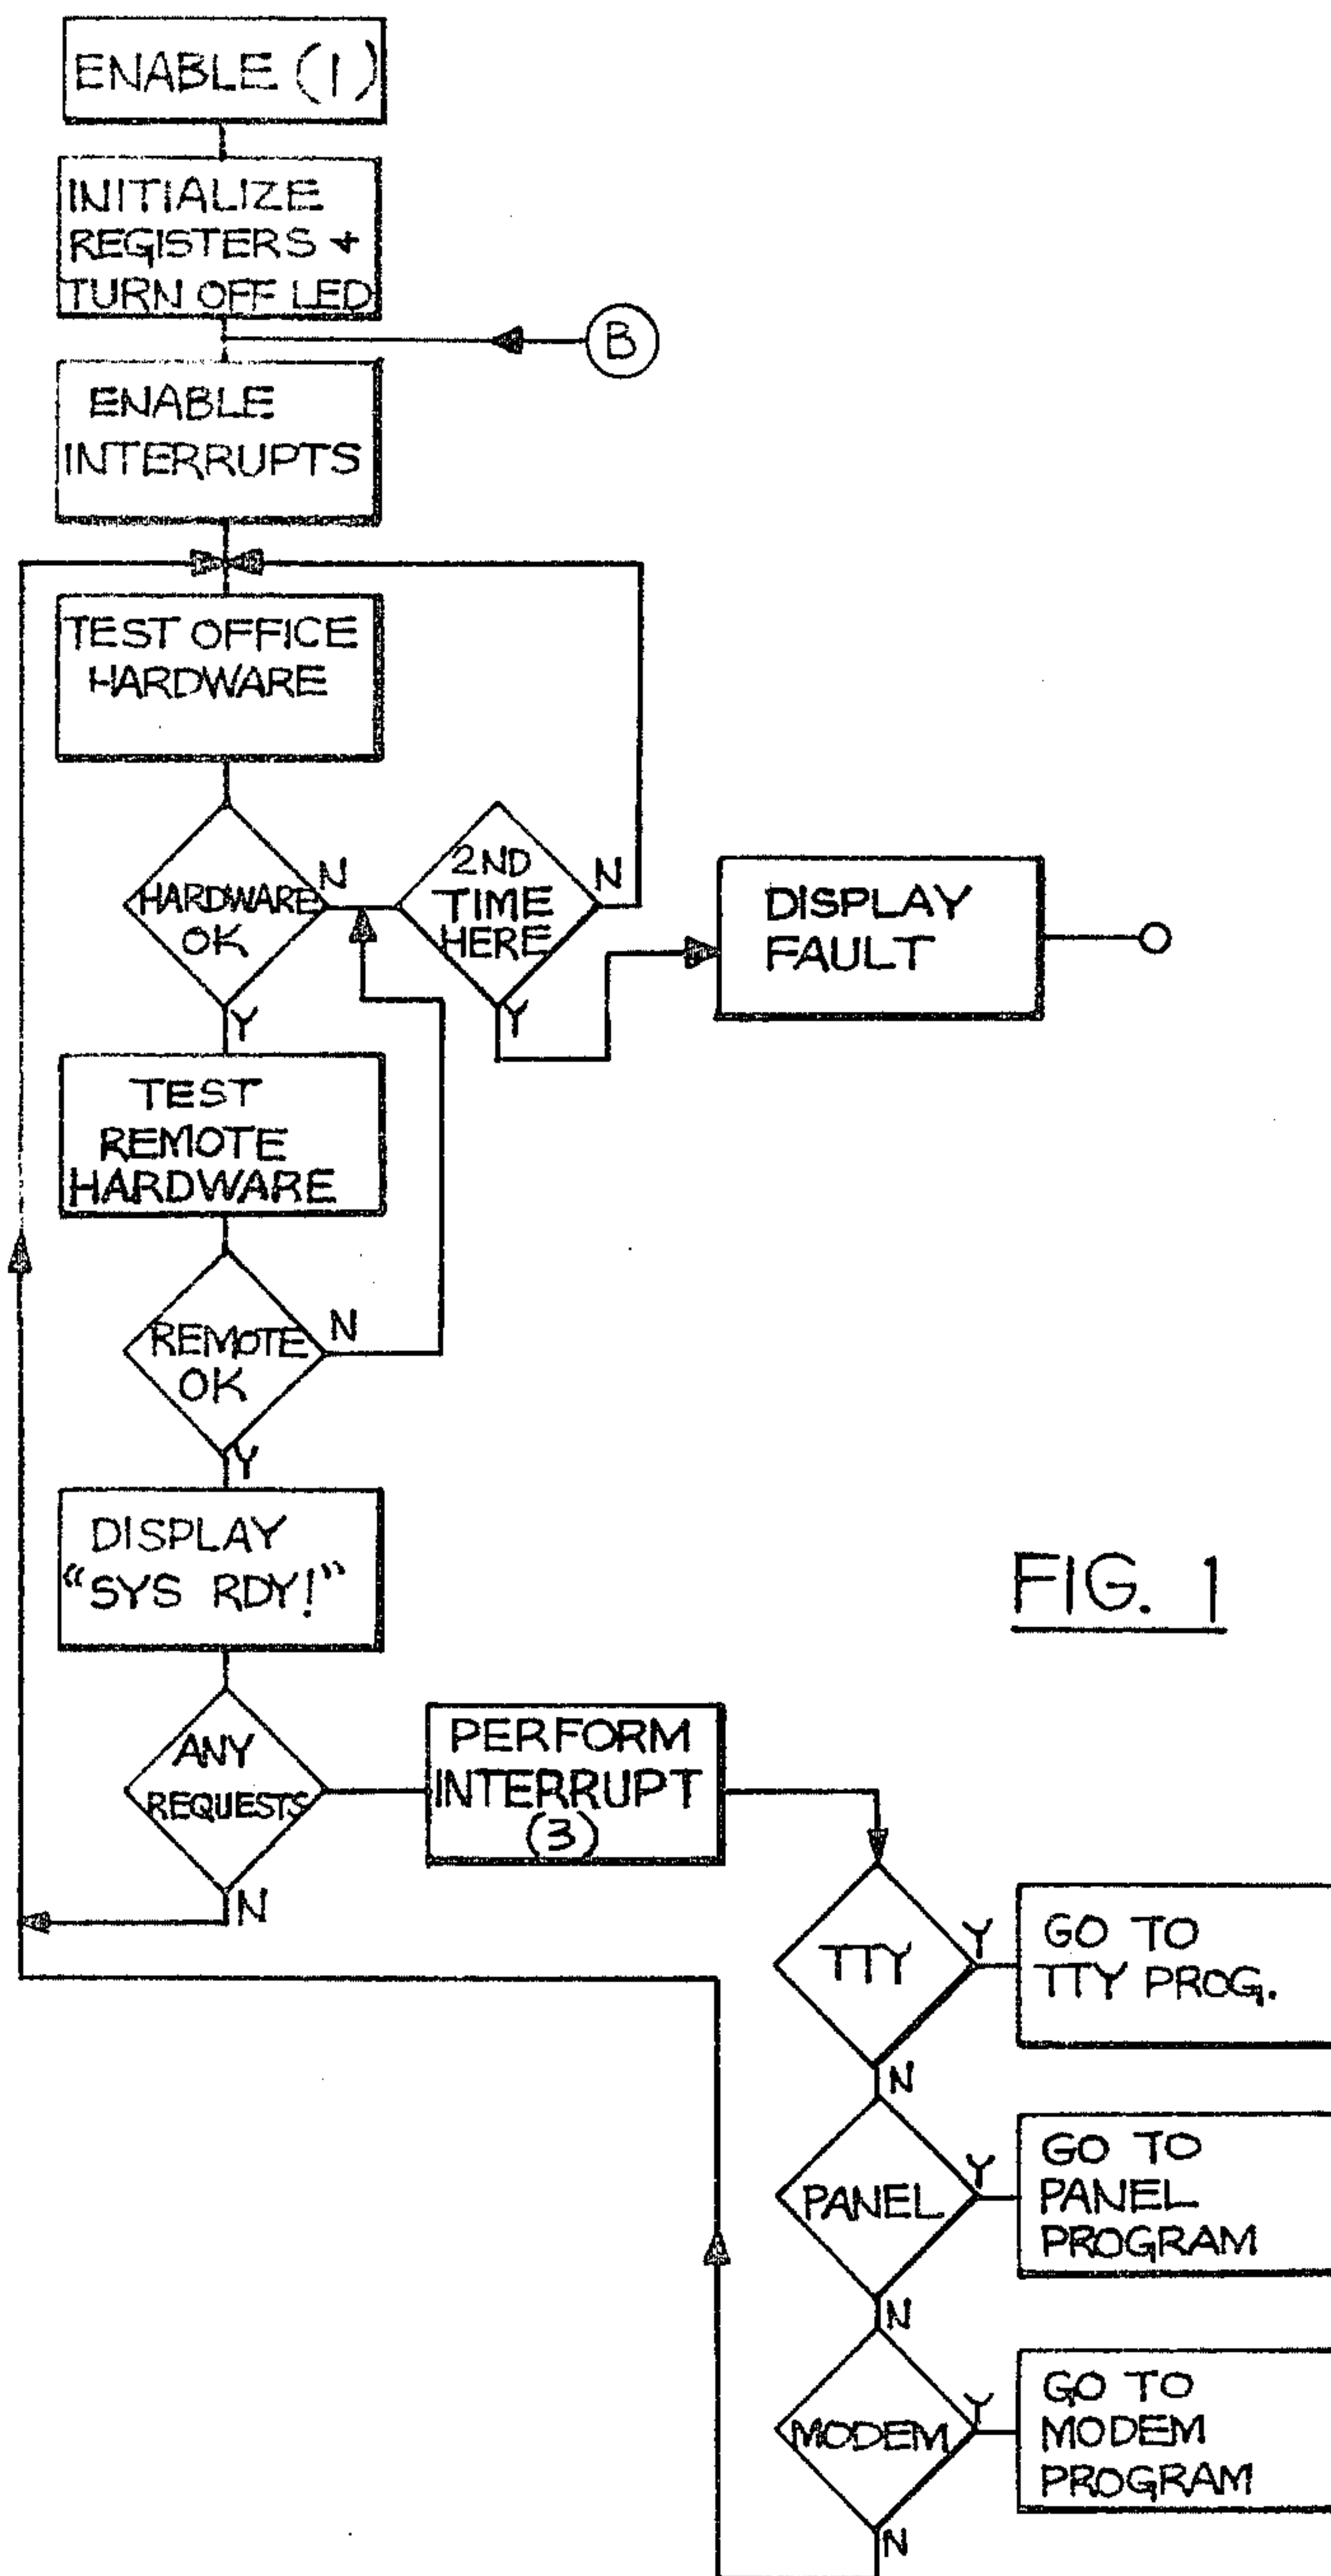 ENABLE (1)
INITIALIZE
REGISTERS +
TURN OFF LED
B
ENABLE
INTERRUPTS
TEST OFFICE
HARDWARE
HARDWARE
OK
N
Y
2ND
TIME
HERE
N
Y
DISPLAY
FAULT
TEST
REMOTE
HARDWARE
REMOTE
OK
N
Y
DISPLAY
"SYS RDY!"
FIG. 1
ANY
REQUESTS
N
PERFORM
INTERRUPT
(3)
TTY
Y
N
GO TO
TTY PROG.
PANEL
Y
N
GO TO
PANEL
PROGRAM
MODEM
Y
N
GO TO
MODEM
PROGRAM